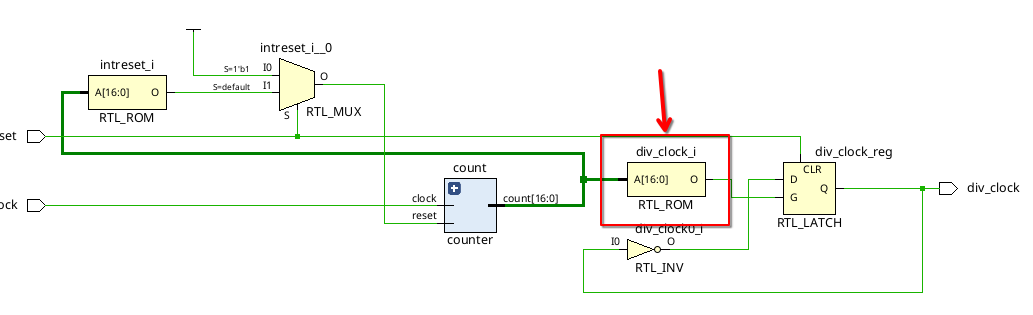 intreset_i__0
intreset_i
I0
S=1'b1
O
A[16:0]
O
S=default
I1
RTL_ROM
S
RTL_MUX
set
div_clock_i
div_clock_reg
count
A[16:0]
O
CLR
D
Q
div_clock
G
ock
clock
count[16:0]
RTL_ROM
reset
RTL_LATCH
counter
div_clock0_i
I0
O
RTL_INV